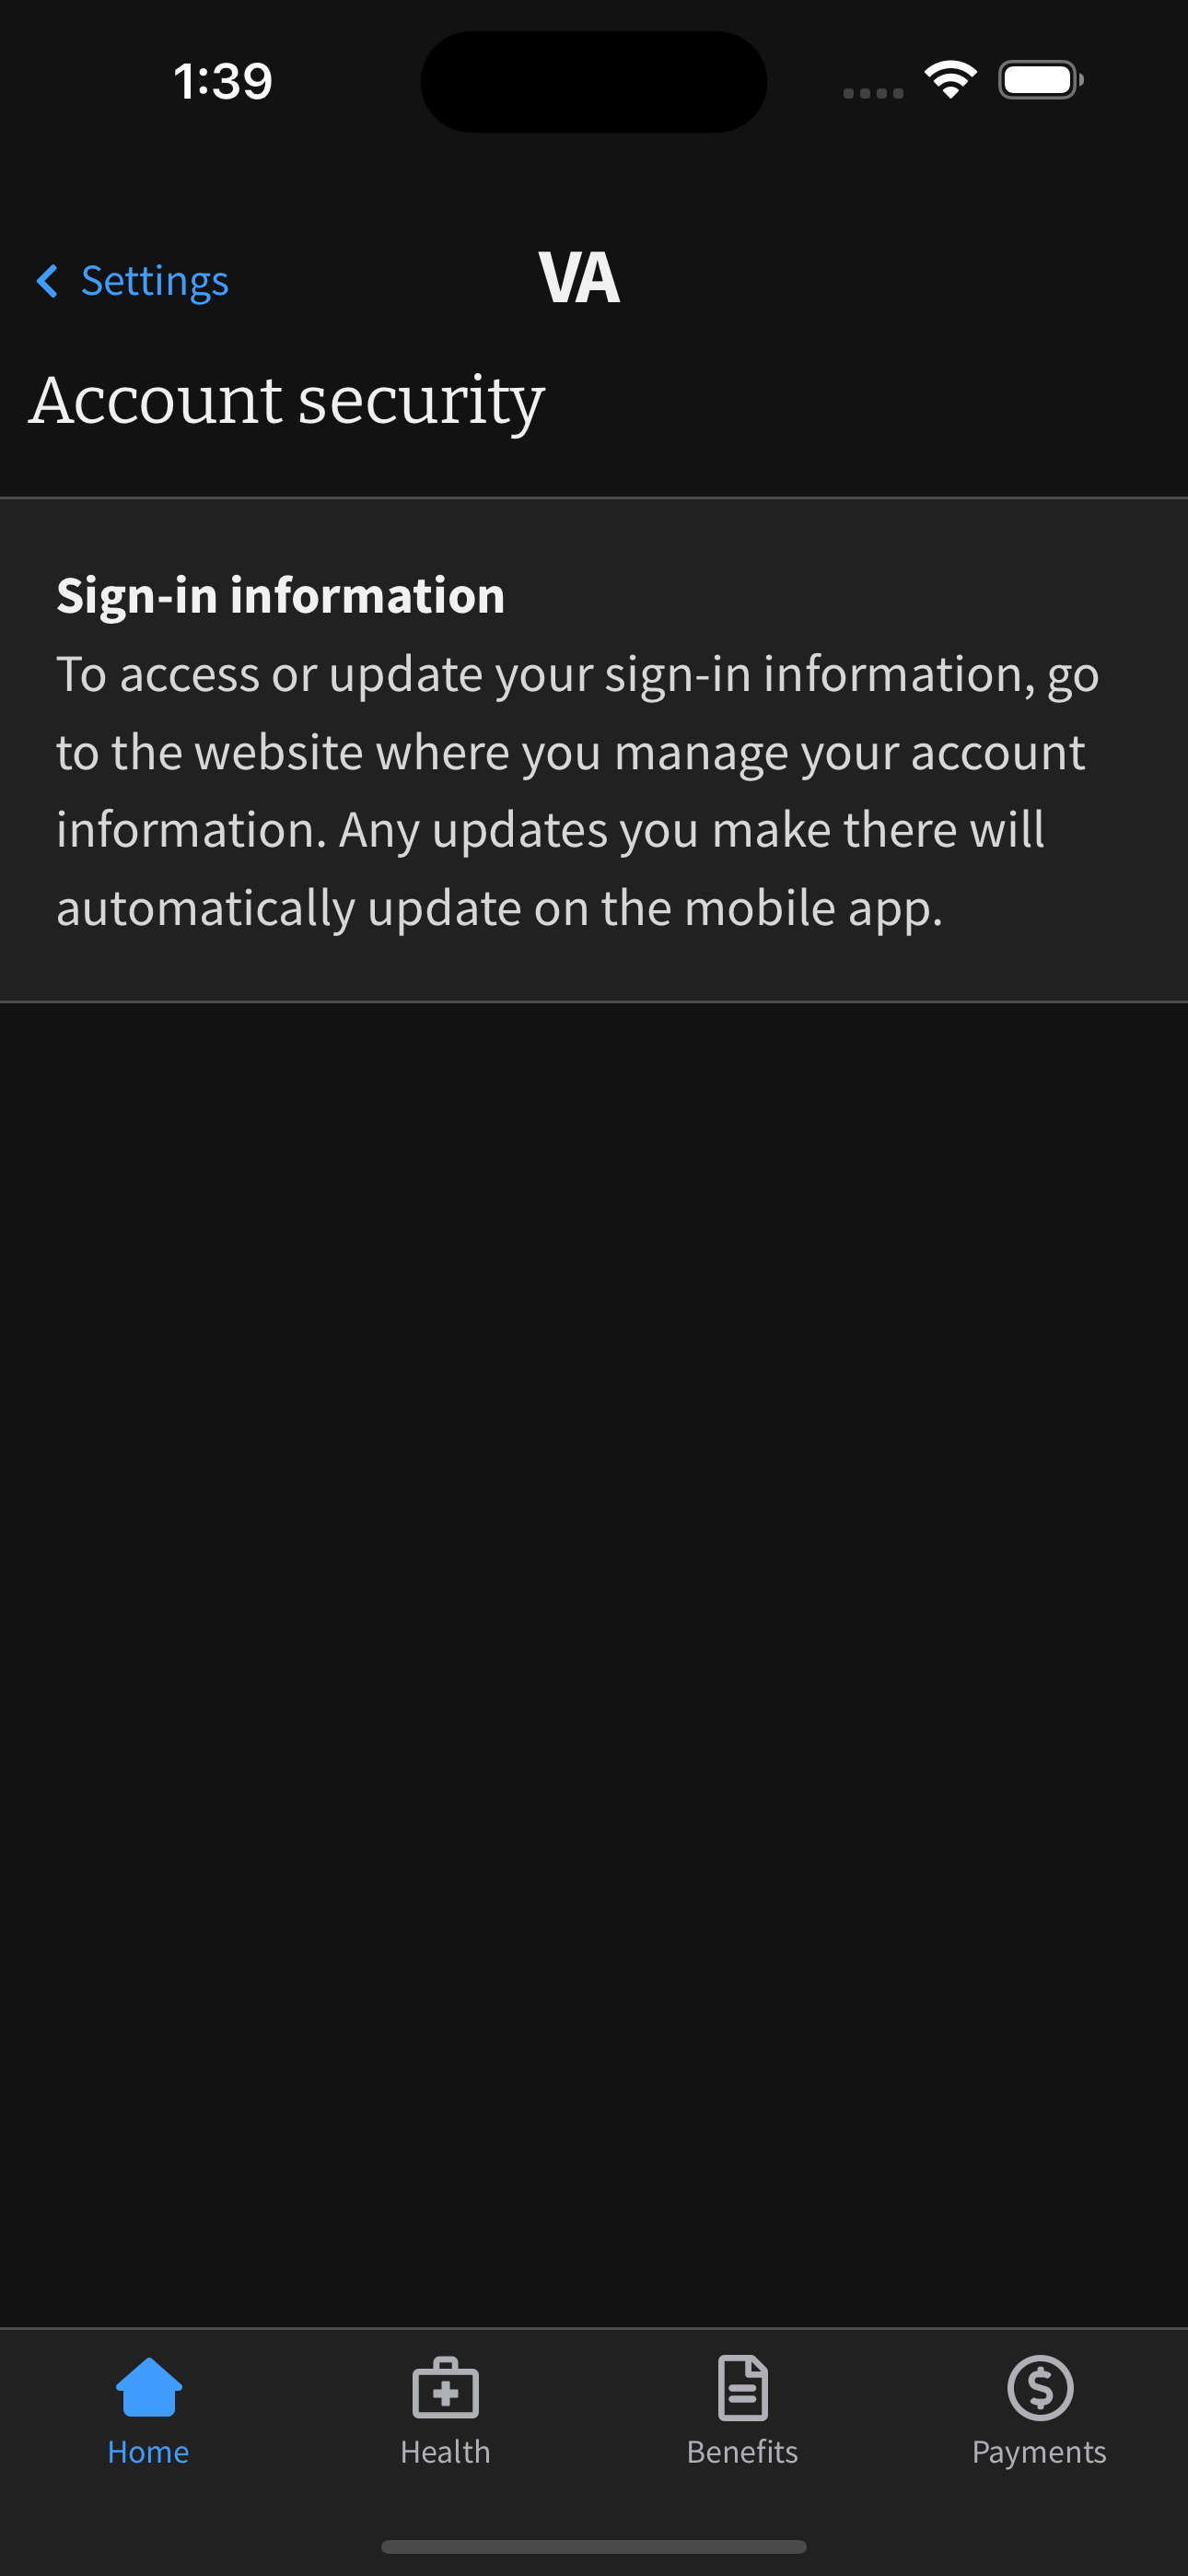 1:39
Settings
VA
Account security
Sign-in information
To access or update your sign-in information, go
to the website where you manage your account
information. Any updates you make there will
automatically update on the mobile app.
Home
Health
Benefits
Payments